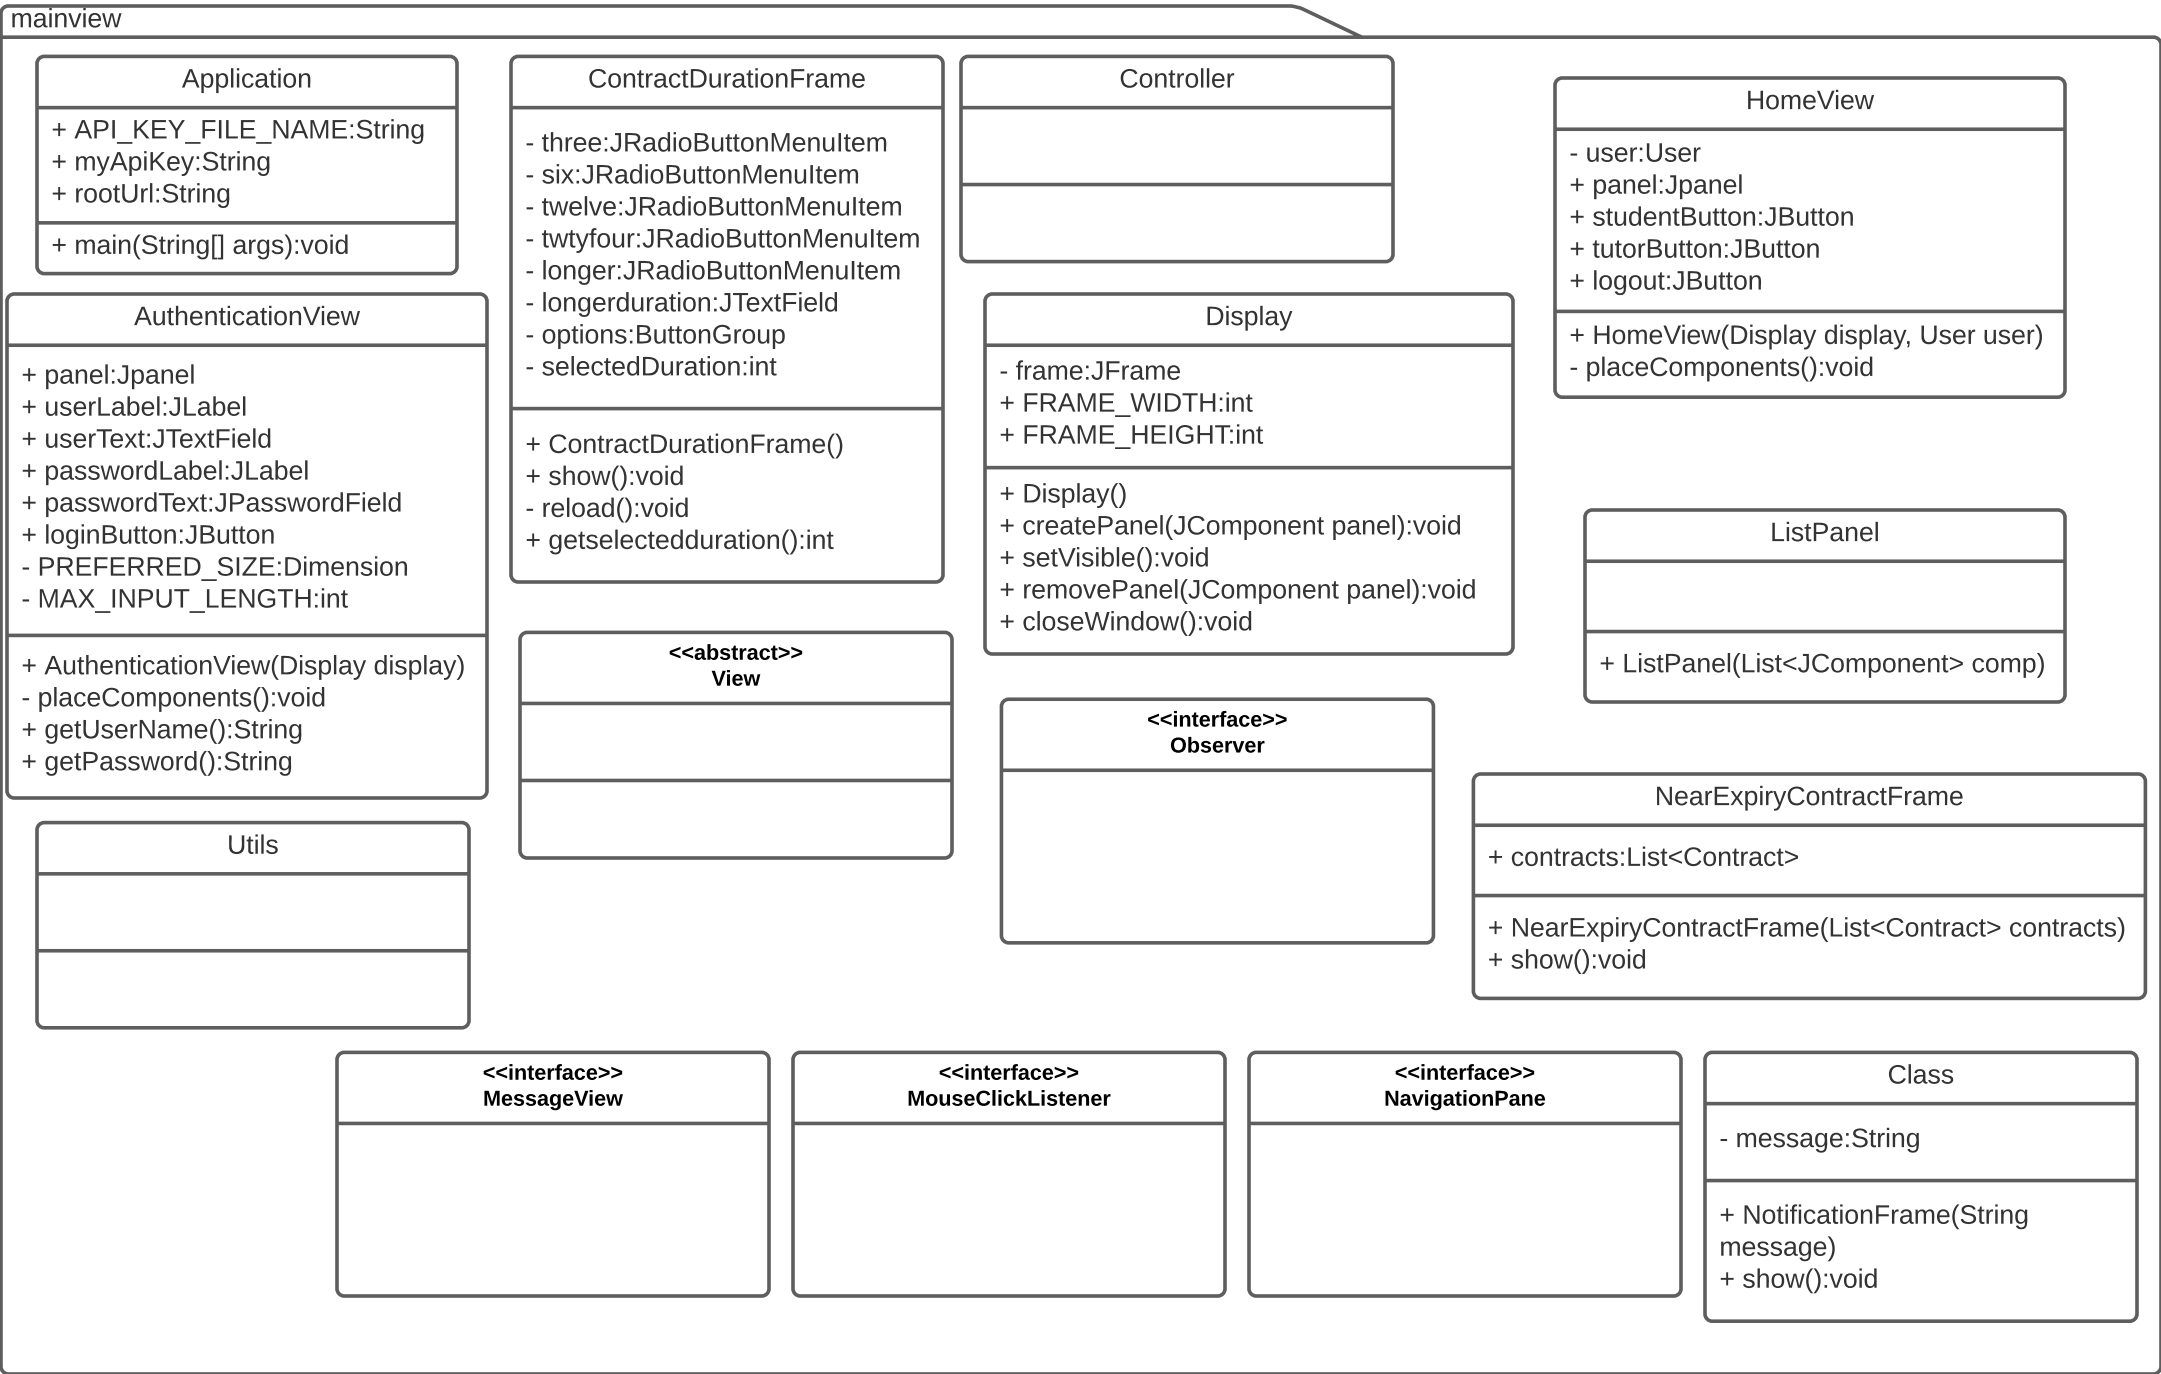 mainview
Application
+ API_KEY_FILE_NAME:String
+ myApiKey:String
+ rootUrl:String
+ main(String[] args):void
ContractDurationFrame
- three:JRadioButtonMenuItem
- six:JRadioButtonMenuItem
- twelve:JRadioButtonMenuItem
- twtyfour:JRadioButtonMenuItem
- longer:JRadioButtonMenuItem
- longerduration:JTextField
- options:ButtonGroup
- selectedDuration:int
+ ContractDurationFrame()
+ show():void
- reload():void
+ getselectedduration():int
Controller
HomeView
- user:User
+ panel:Jpanel
+ studentButton:JButton
+ tutorButton:JButton
+ logout:JButton
+ HomeView(Display display, User user)
- placeComponents():void
AuthenticationView
+ panel:Jpanel
+ userLabel:JLabel
+ userText:JTextField
+ passwordLabel:JLabel
+ passwordText:JPasswordField
+ loginButton:JButton
- PREFERRED_SIZE:Dimension
- MAX_INPUT_LENGTH:int
+ AuthenticationView(Display display)
- placeComponents():void
+ getUserName():String
+ getPassword():String
Display
- frame:JFrame
+ FRAME_WIDTH:int
+ FRAME_HEIGHT:int
+ Display()
+ createPanel(JComponent panel):void
+ setVisible():void
+ removePanel(JComponent panel):void
+ closeWindow():void
ListPanel
+ ListPanel(List<JComponent> comp)
<<abstract>>
View
<<interface>>
Observer
NearExpiryContractFrame
+ contracts:List<Contract>
+ NearExpiryContractFrame(List<Contract> contracts)
+ show():void
Utils
<<interface>>
MessageView
<<interface>>
MouseClickListener
<<interface>>
NavigationPane
Class
- message:String
+ NotificationFrame(String
message)
+ show():void